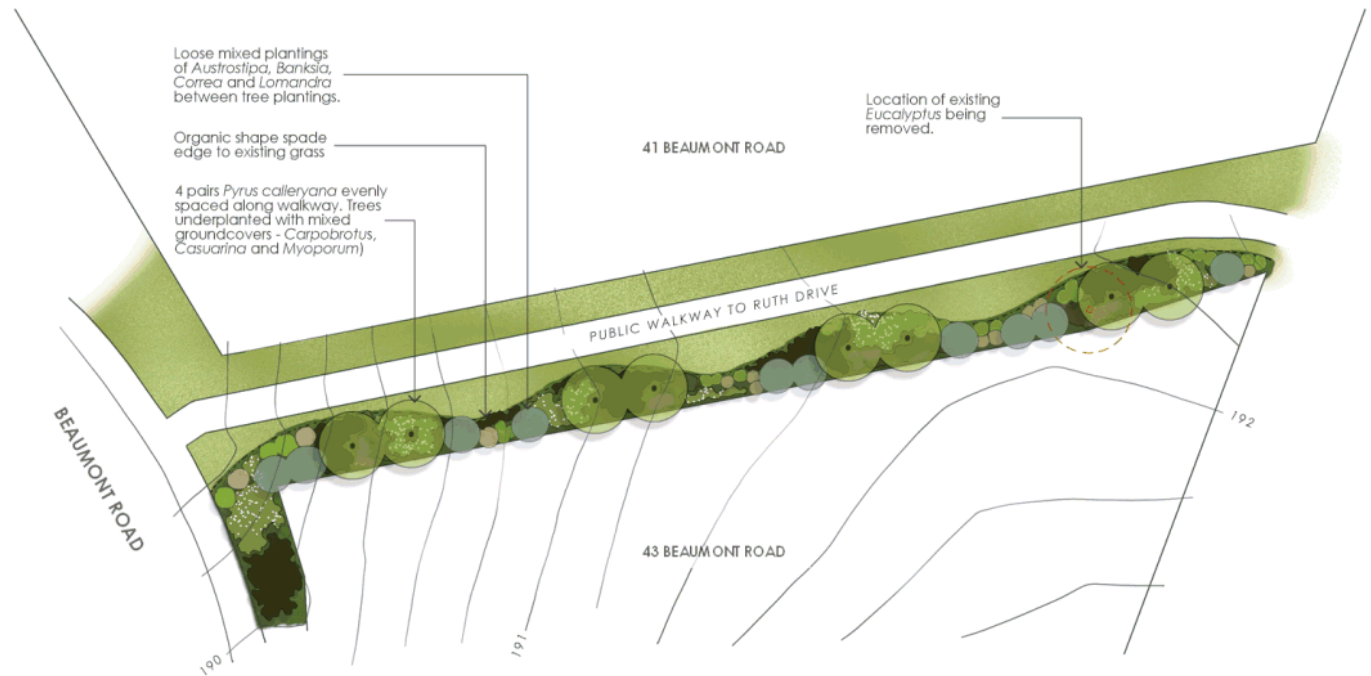 Loose mixed plantings
of Austrostipa, Banksia,
Correa and Lomandra
between tree plantings.
Organic shape spade
edge to existing grass
4 pairs Pyrus calleryana evenly
spaced along walkway. Trees
underplanted with mixed
groundcovers - Carpobrotus,
Casuarina and Myoporum)
Location of existing
Eucalyptus being
removed.
41 BEAUMONT ROAD
PUBLIC WALKWAY TO RUTH DRIVE
BEAUMONT ROAD
43 BEAUMONT ROAD
190
191
192